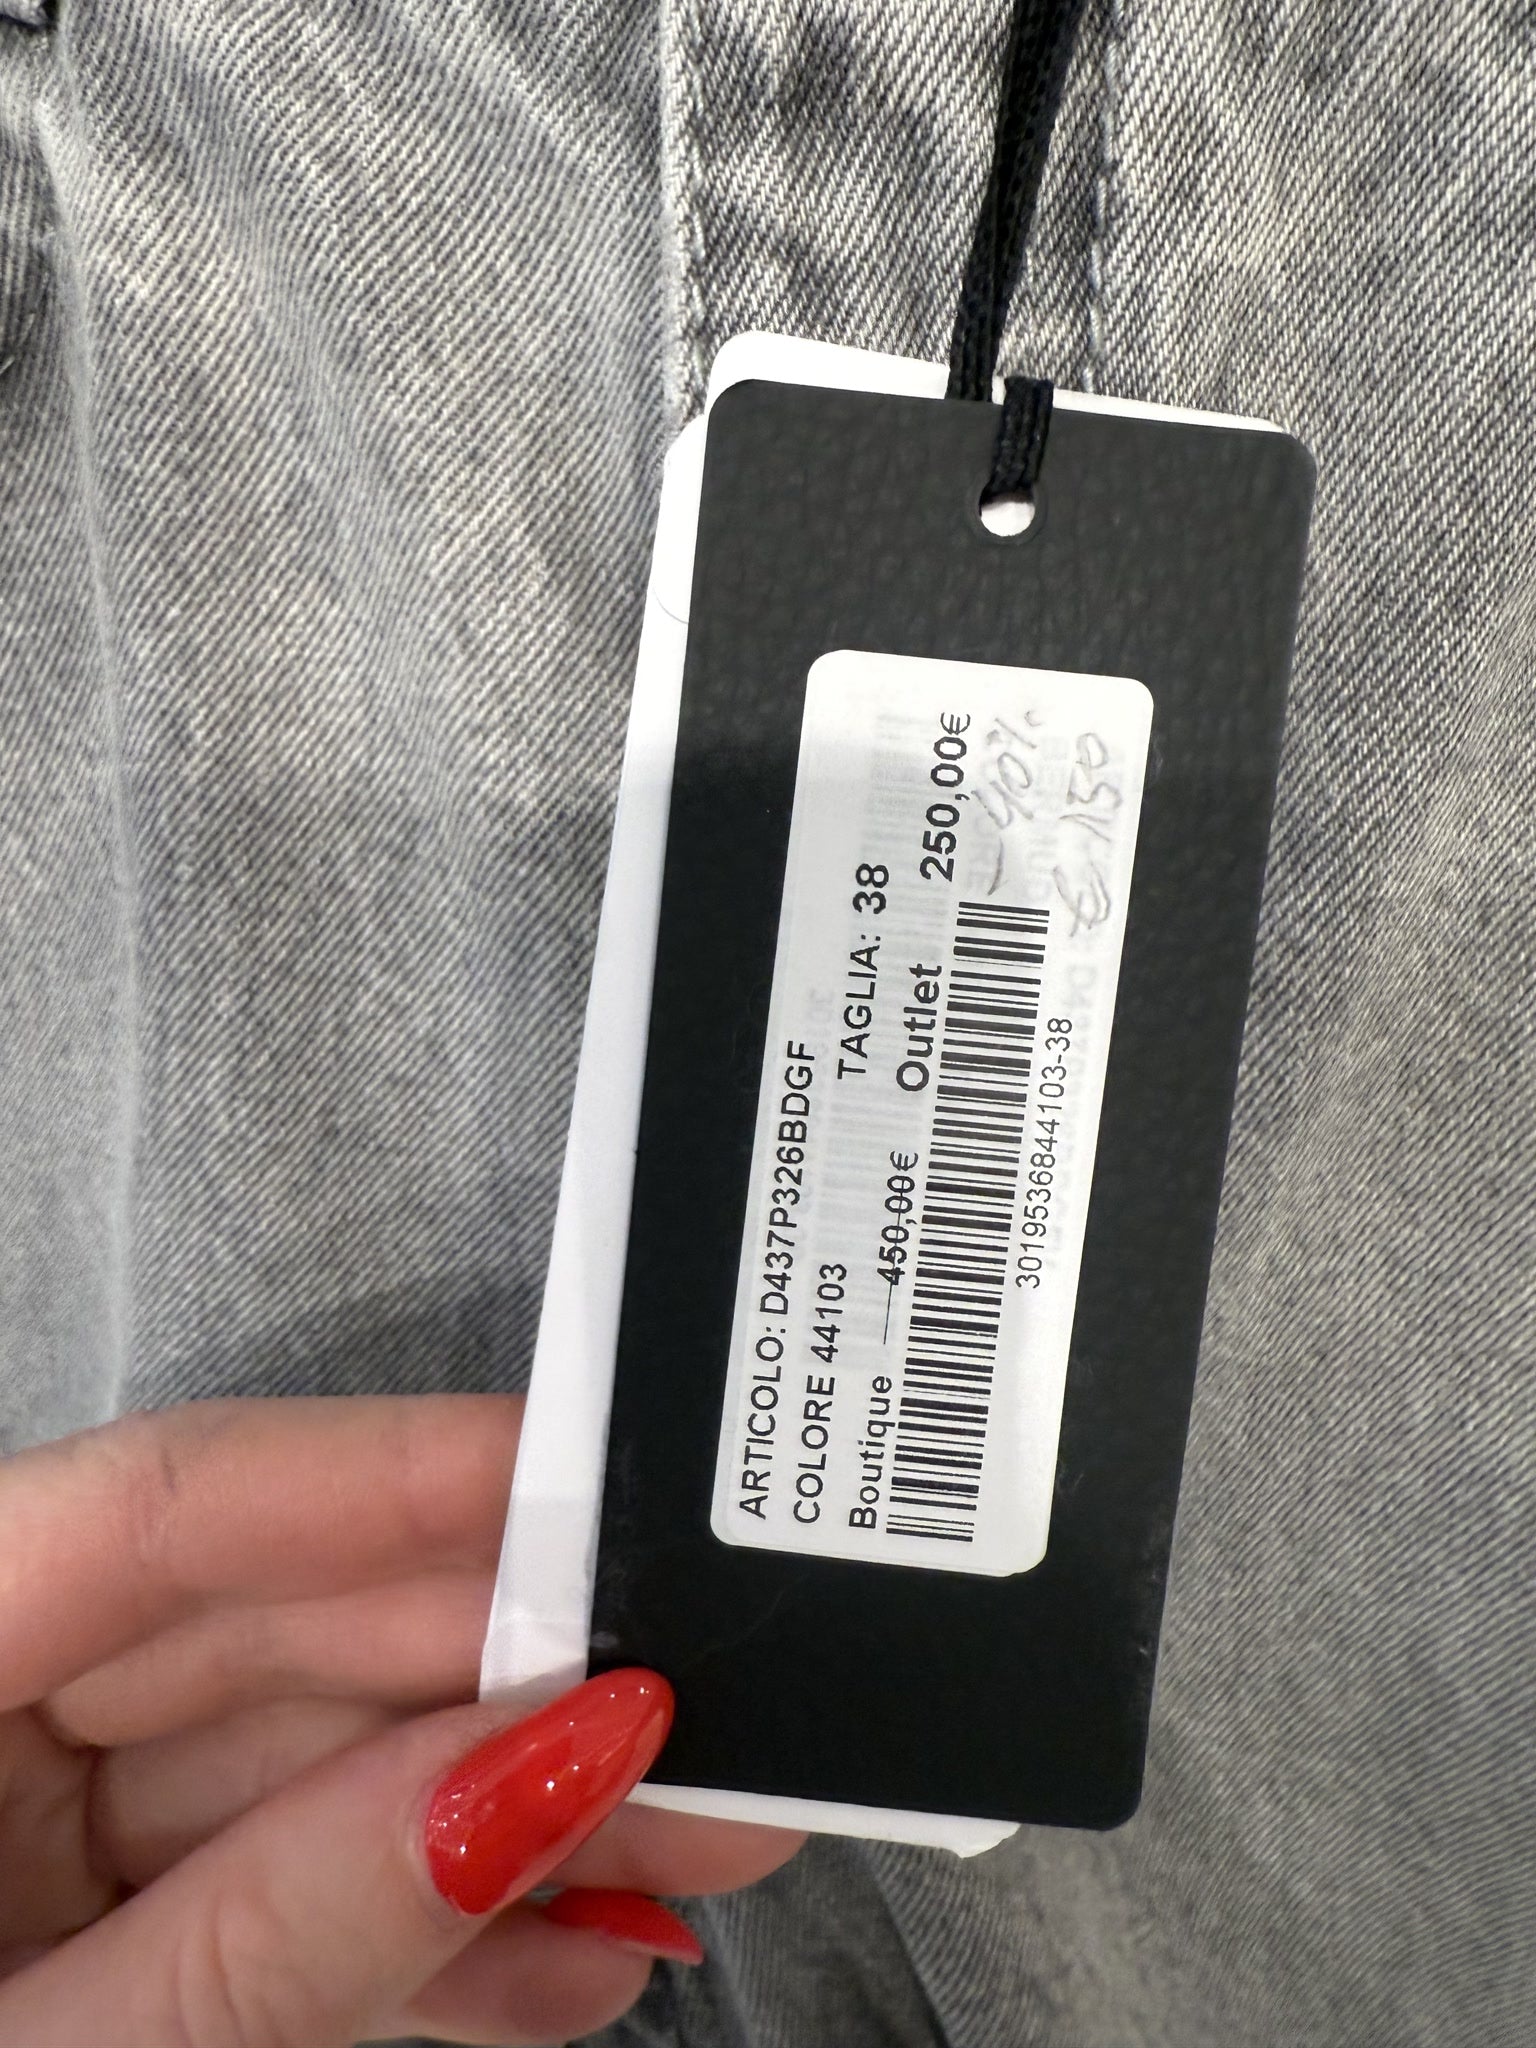 ARTICOLO: D437P326BDGF
COLORE 44103 TAGLIA: 38
Boutique 450,00€ Outlet 250,00€
-40%
€ 150
3019536844103-38